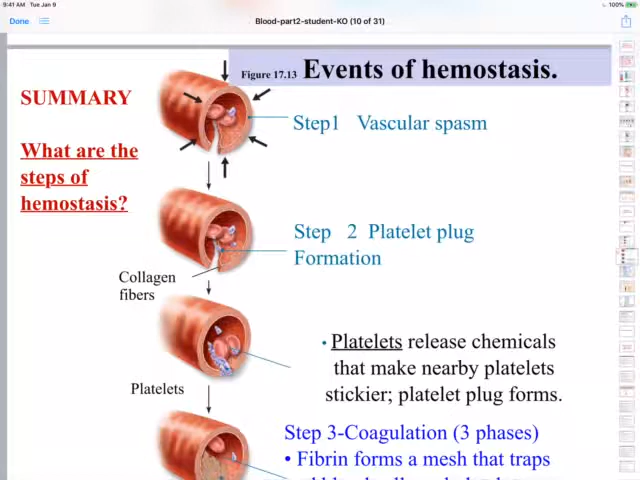 9:41 AM Tue Jan 9
100%
Done
Blood-part2-student-KO (10 of 31)
Figure 17.13 Events of hemostasis.
SUMMARY
What are the
steps of
hemostasis?
Step1 Vascular spasm
Step 2 Platelet plug
Formation
Collagen
fibers
• Platelets release chemicals
that make nearby platelets
stickier; platelet plug forms.
Platelets
Step 3-Coagulation (3 phases)
• Fibrin forms a mesh that traps